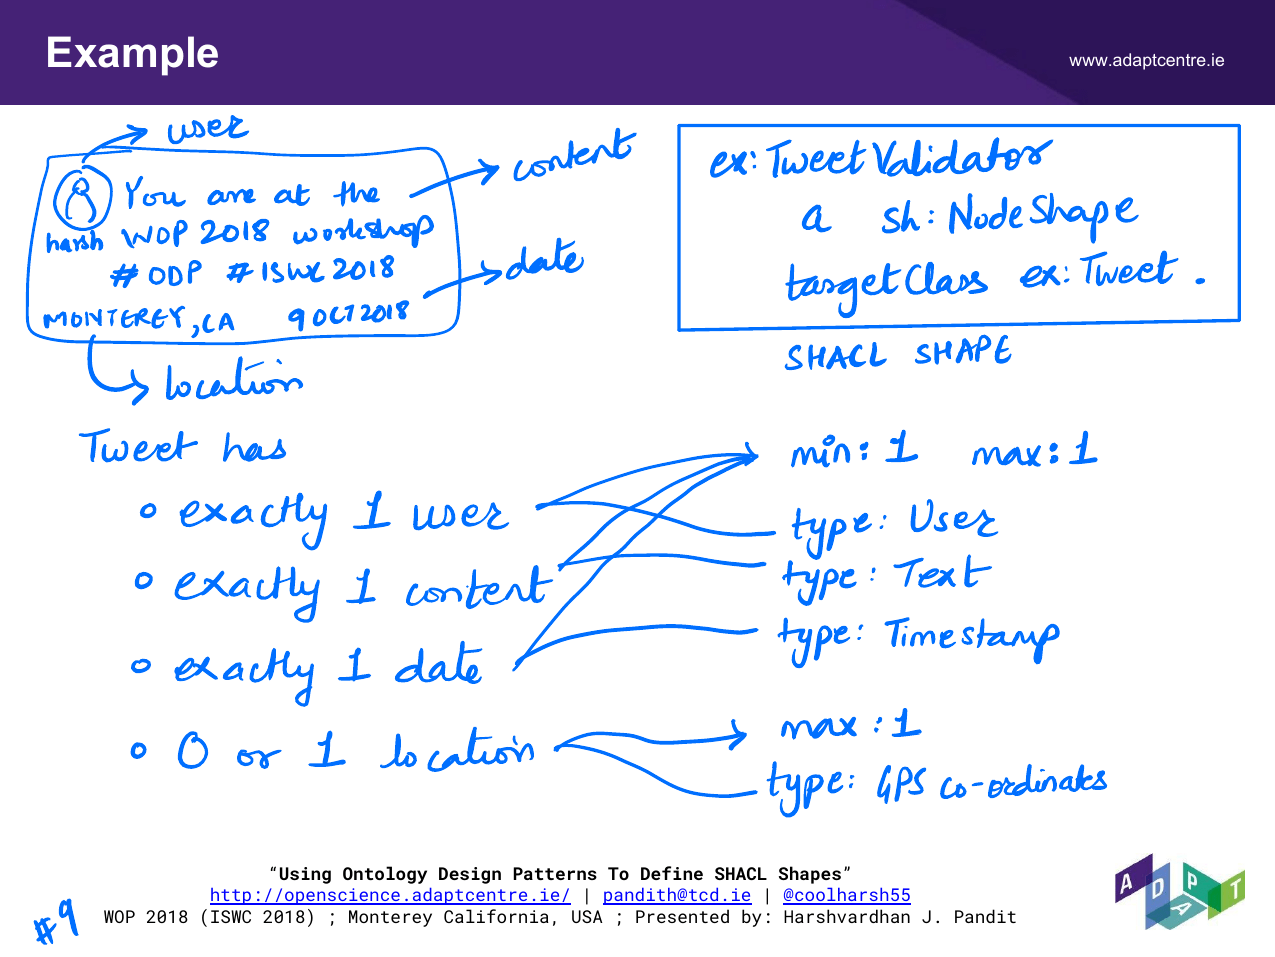 Example
www.adaptcentre.ie
user
content
You are at the
harsh WOP 2018 workshop
#ODP #ISWC 2018
date
MONTEREY, CA 9 OCT 2018
location
ex:TweetValidator
a sh:NodeShape
targetClass ex:Tweet .
SHACL SHAPE
Tweet has
• exactly 1 user
• exactly 1 content
• exactly 1 date
• 0 or 1 location
min: 1 max: 1
type: User
type: Text
type: Timestamp
max: 1
type: GPS co-ordinates
“Using Ontology Design Patterns To Define SHACL Shapes”
http://openscience.adaptcentre.ie/ | pandith@tcd.ie | @coolharsh55
WOP 2018 (ISWC 2018) ; Monterey California, USA ; Presented by: Harshvardhan J. Pandit
#9
ADAPT